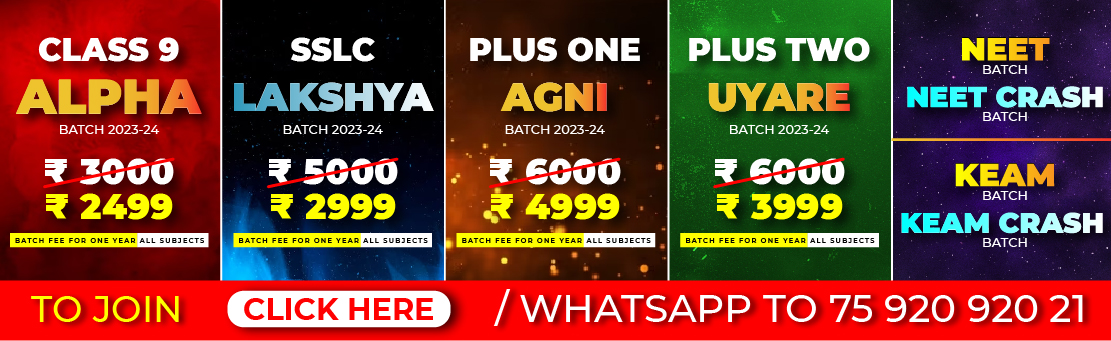 CLASS 9
ALPHA
BATCH 2023-24
₹ 3000
₹ 2499
BATCH FEE FOR ONE YEAR ALL SUBJECTS
SSLC
LAKSHYA
BATCH 2023-24
₹ 5000
₹ 2999
BATCH FEE FOR ONE YEAR ALL SUBJECTS
PLUS ONE
AGNI
BATCH 2023-24
₹ 6000
₹ 4999
BATCH FEE FOR ONE YEAR ALL SUBJECTS
PLUS TWO
UYARE
BATCH 2023-24
₹ 6000
₹ 3999
BATCH FEE FOR ONE YEAR ALL SUBJECTS
NEET
BATCH
NEET CRASH
BATCH
KEAM
BATCH
KEAM CRASH
BATCH
TO JOIN CLICK HERE / WHATSAPP TO 75 920 920 21